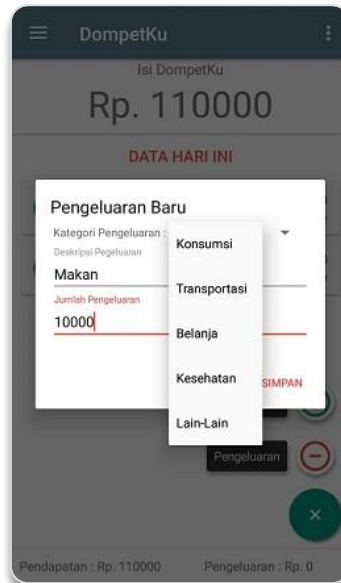 DompetKu
Isi DompetKu
Rp. 110000
DATA HARI INI
Pengeluaran Baru
Kategori Pengeluaran :
Deskripsi Pegeluaran
Makan
Jumlah Pengeluaran
10000
Konsumsi
Transportasi
Belanja
Kesehatan
Lain-Lain
SIMPAN
Pengeluaran
Pendapatan : Rp. 110000 Pengeluaran : Rp. 0